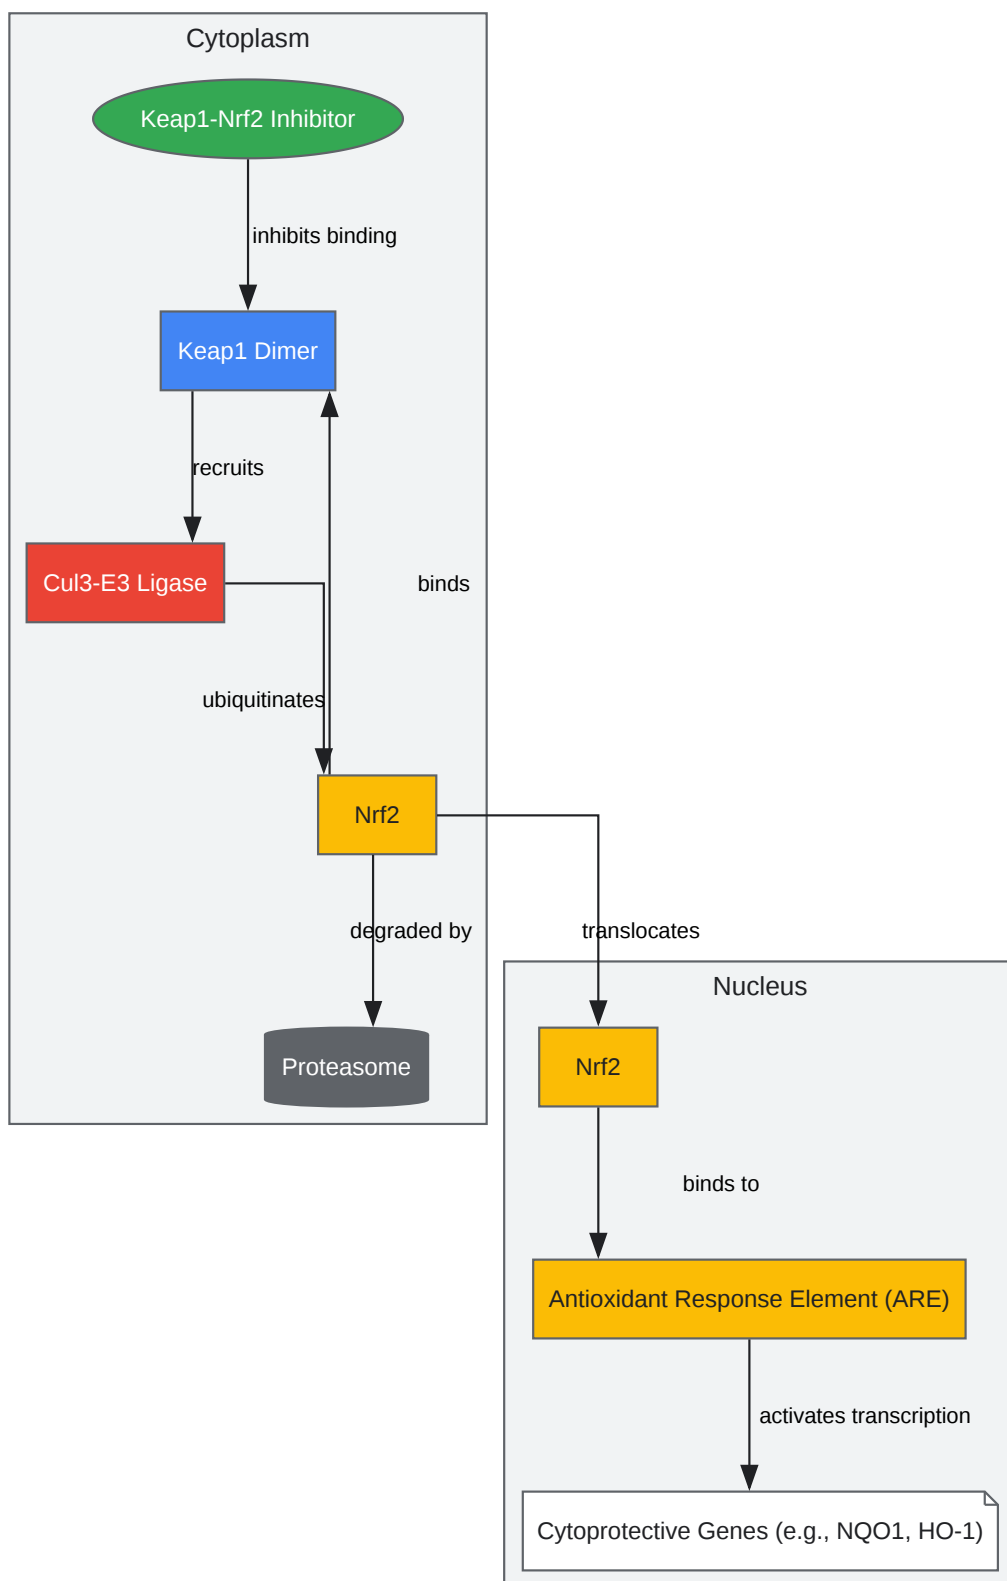 Cytoplasm
Keap1-Nrf2 Inhibitor
inhibits binding
Keap1 Dimer
recruits
Cul3-E3 Ligase
binds
ubiquitinates
Nrf2
degraded by
translocates
Proteasome
Nucleus
Nrf2
binds to
Antioxidant Response Element (ARE)
activates transcription
Cytoprotective Genes (e.g., NQO1, HO-1)